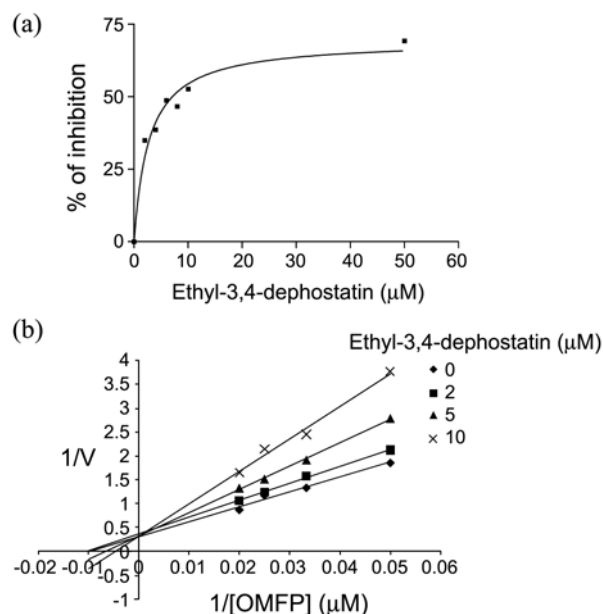 (a)
75
50
25
0
% of inhibition
0 10 20 30 40 50 60
Ethyl-3,4-dephostatin (μM)
(b)
Ethyl-3,4-dephostatin (μM)
0
2
5
10
4
3.5
3
2.5
2
1.5
1
0.5
0
-0.5
-1
1/V
-0.02 -0.01 0 0.01 0.02 0.03 0.04 0.05 0.06
1/[OMFP] (μM)